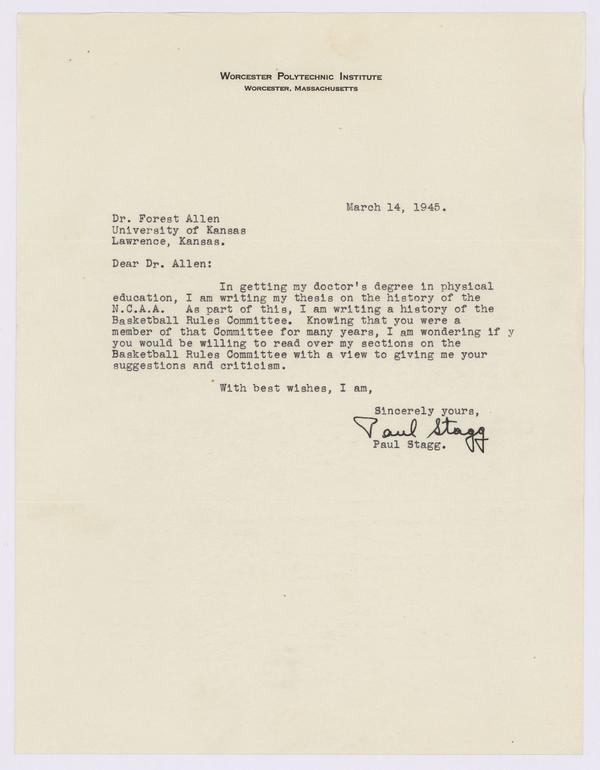 WORCESTER POLYTECHNIC INSTITUTE
WORCESTER, MASSACHUSETTS
March 14, 1945.
Dr. Forest Allen
University of Kansas
Lawrence, Kansas.
Dear Dr. Allen:
In getting my doctor's degree in physical
education, I am writing my thesis on the history of the
N.C.A.A. As part of this, I am writing a history of the
Basketball Rules Committee. Knowing that you were a
member of that Committee for many years, I am wondering if y
you would be willing to read over my sections on the
Basketball Rules Committee with a view to giving me your
suggestions and criticism.
With best wishes, I am,
Sincerely yours,
Paul Stagg
Paul Stagg.